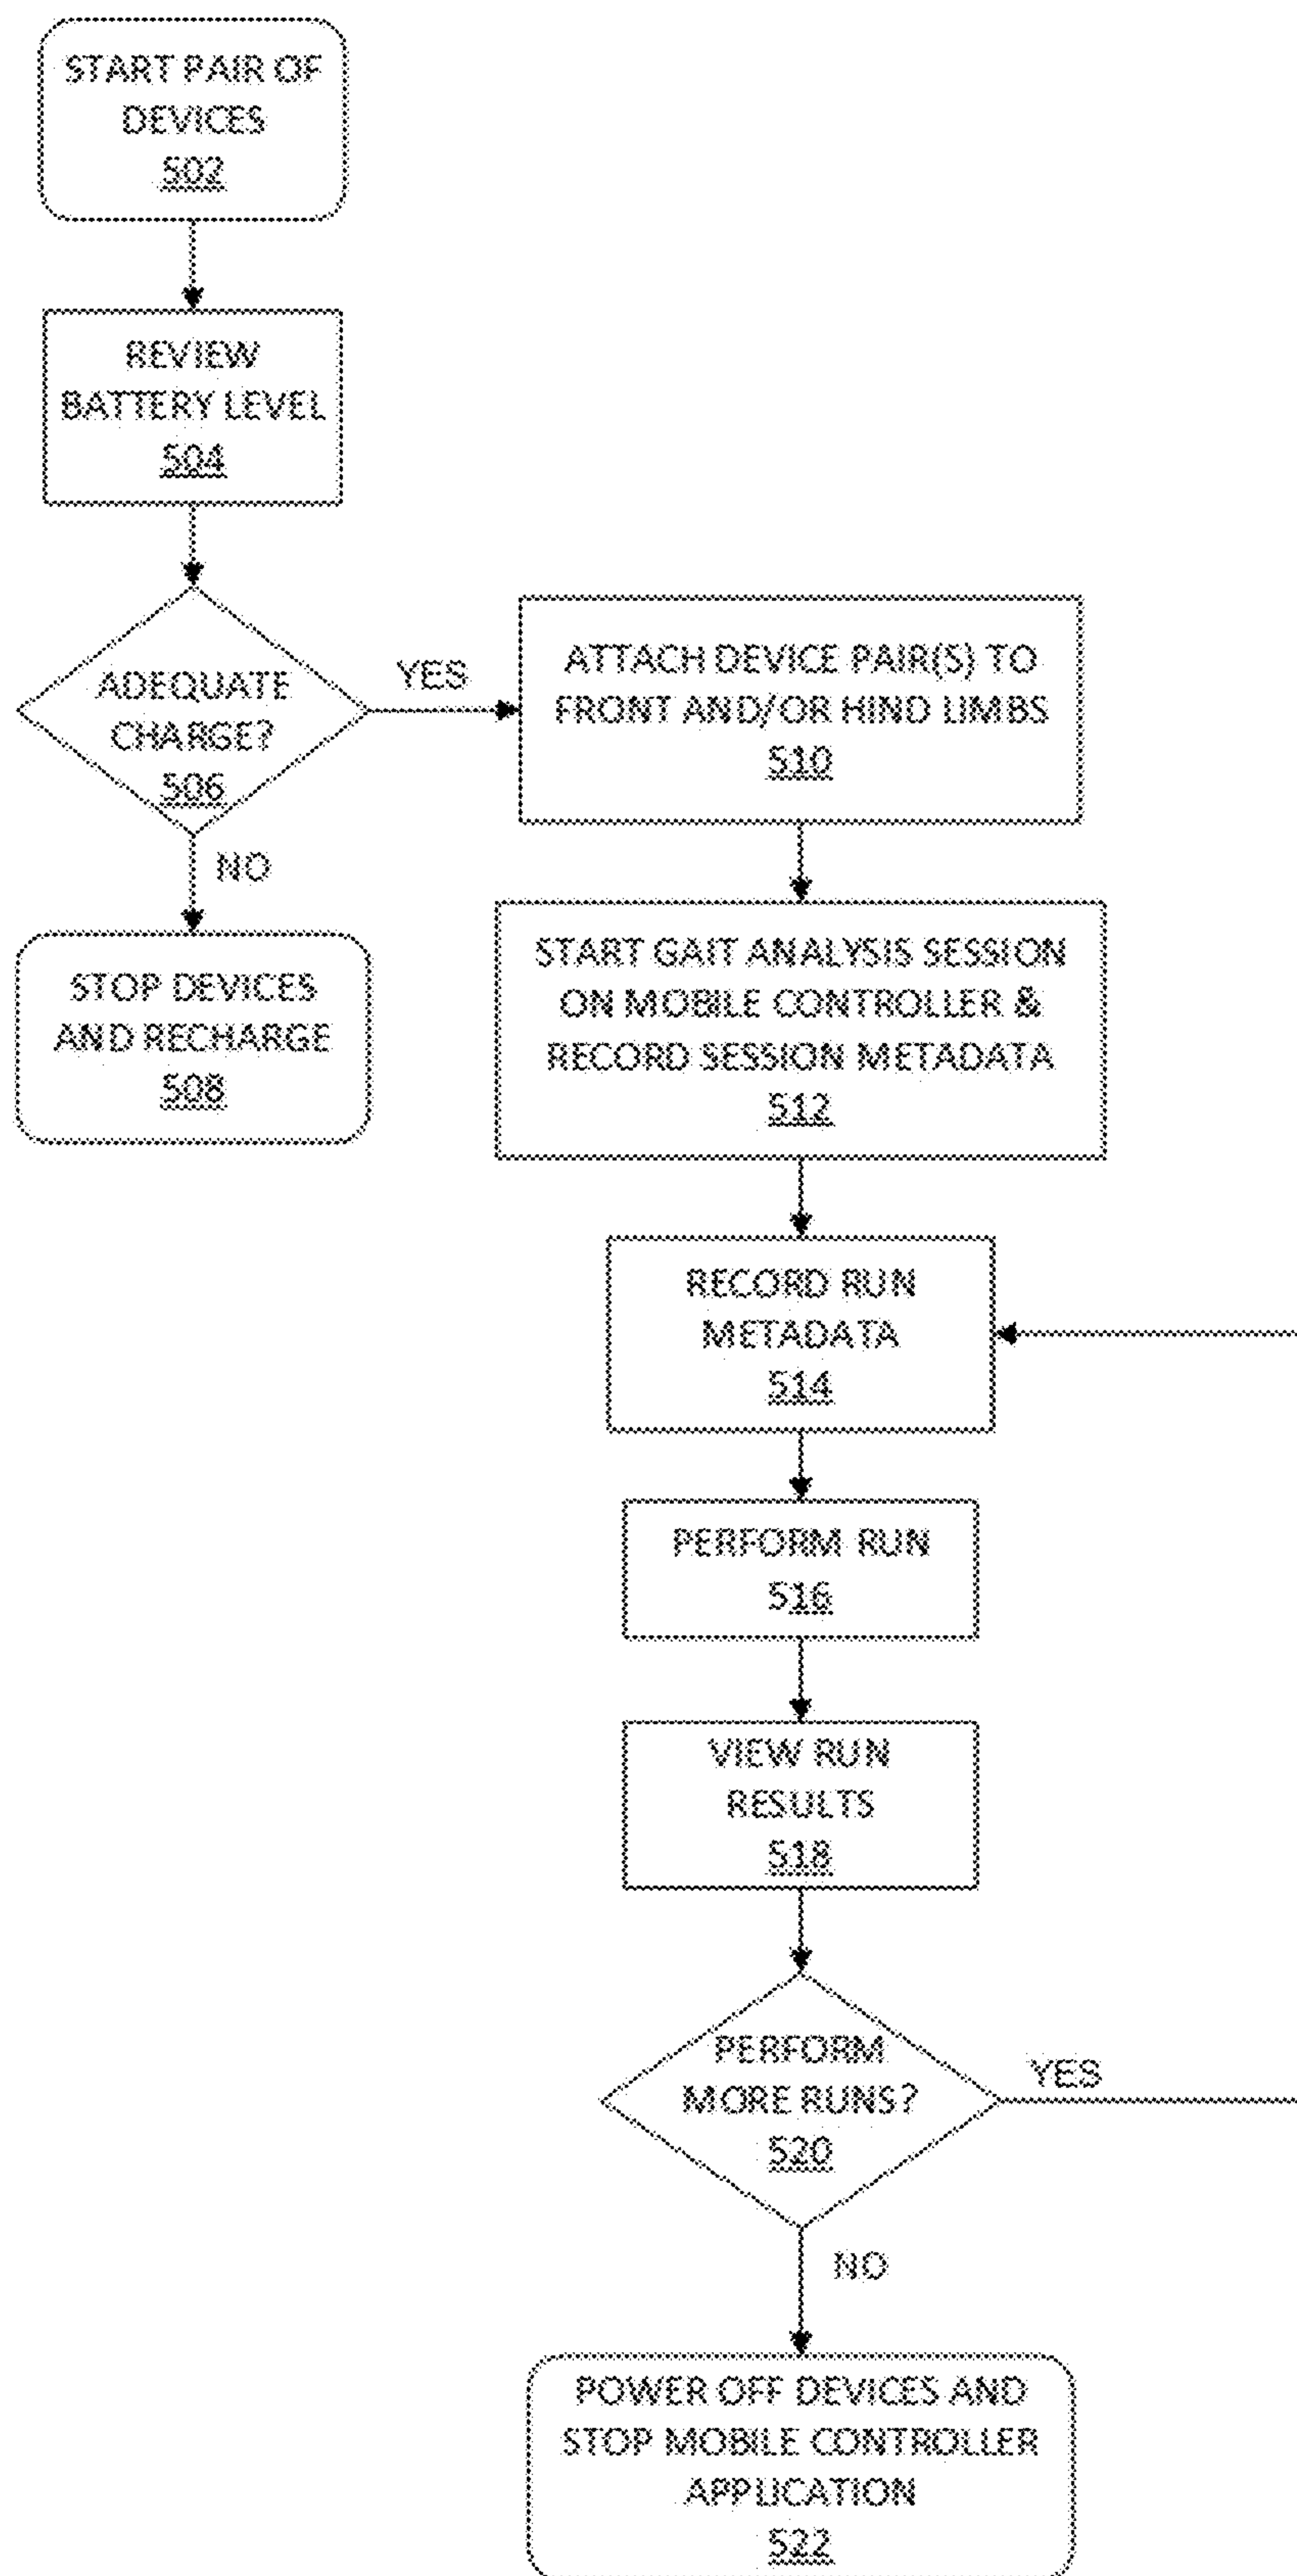 START PAIR OF
DEVICES
502
REVIEW
BATTERY LEVEL
504
ADEQUATE
CHARGE?
506
YES
NO
STOP DEVICES
AND RECHARGE
508
ATTACH DEVICE PAIR(S) TO
FRONT AND/OR HIND LIMBS
510
START GAIT ANALYSIS SESSION
ON MOBILE CONTROLLER &
RECORD SESSION METADATA
512
RECORD RUN
METADATA
514
PERFORM RUN
516
VIEW RUN
RESULTS
518
PERFORM
MORE RUNS?
520
YES
NO
POWER OFF DEVICES AND
STOP MOBILE CONTROLLER
APPLICATION
522